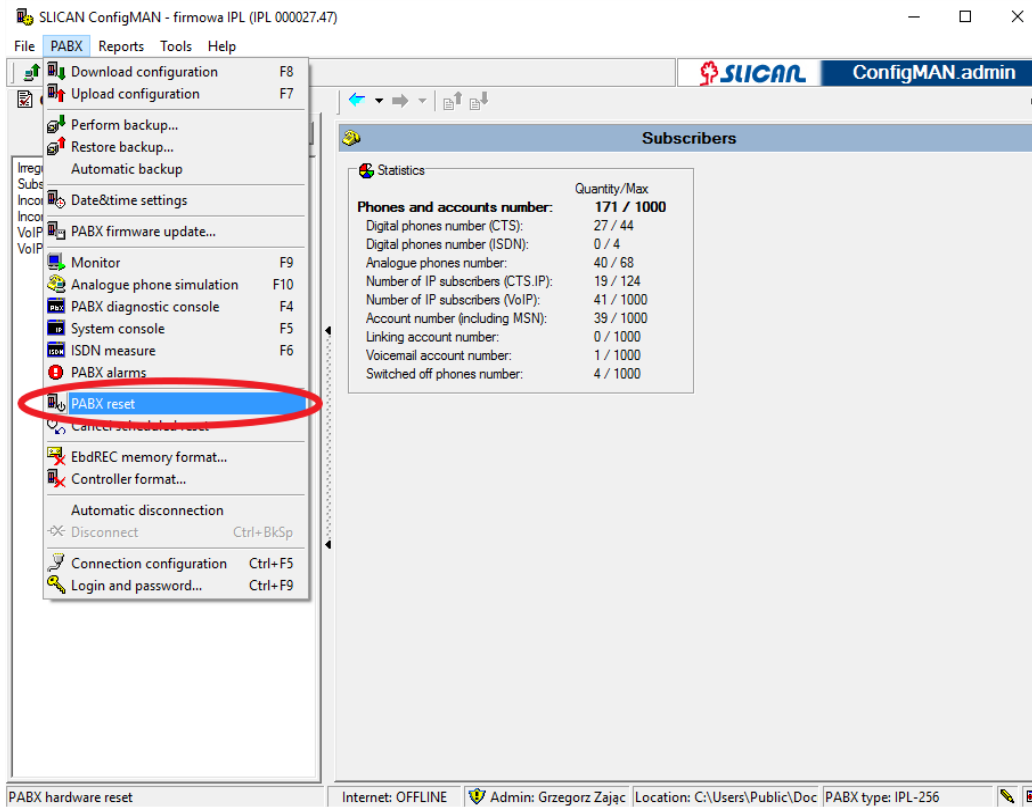 SLICAN ConfigMAN - firmowa IPL (IPL 000027.47)
File PABX Reports Tools Help
SLICAN ConfigMAN.admin
Download configuration F8
Upload configuration F7
Perform backup...
Restore backup...
Automatic backup
Date&time settings
PABX firmware update...
Monitor F9
Analogue phone simulation F10
PABX diagnostic console F4
System console F5
ISDN measure F6
PABX alarms
PABX reset
Cancel scheduled reset
EbdREC memory format...
Controller format...
Automatic disconnection
Disconnect Ctrl+BkSp
Connection configuration Ctrl+F5
Login and password... Ctrl+F9
Irreg
Subs
Incor
Incor
VoIP
VoIP
Subscribers
Statistics
Quantity/Max
Phones and accounts number: 171 / 1000
Digital phones number (CTS): 27 / 44
Digital phones number (ISDN): 0 / 4
Analogue phones number: 40 / 68
Number of IP subscribers (CTS.IP): 19 / 124
Number of IP subscribers (VoIP): 41 / 1000
Account number (including MSN): 39 / 1000
Linking account number: 0 / 1000
Voicemail account number: 1 / 1000
Switched off phones number: 4 / 1000
PABX hardware reset Internet: OFFLINE Admin: Grzegorz Zając Location: C:\Users\Public\Doc PABX type: IPL-256